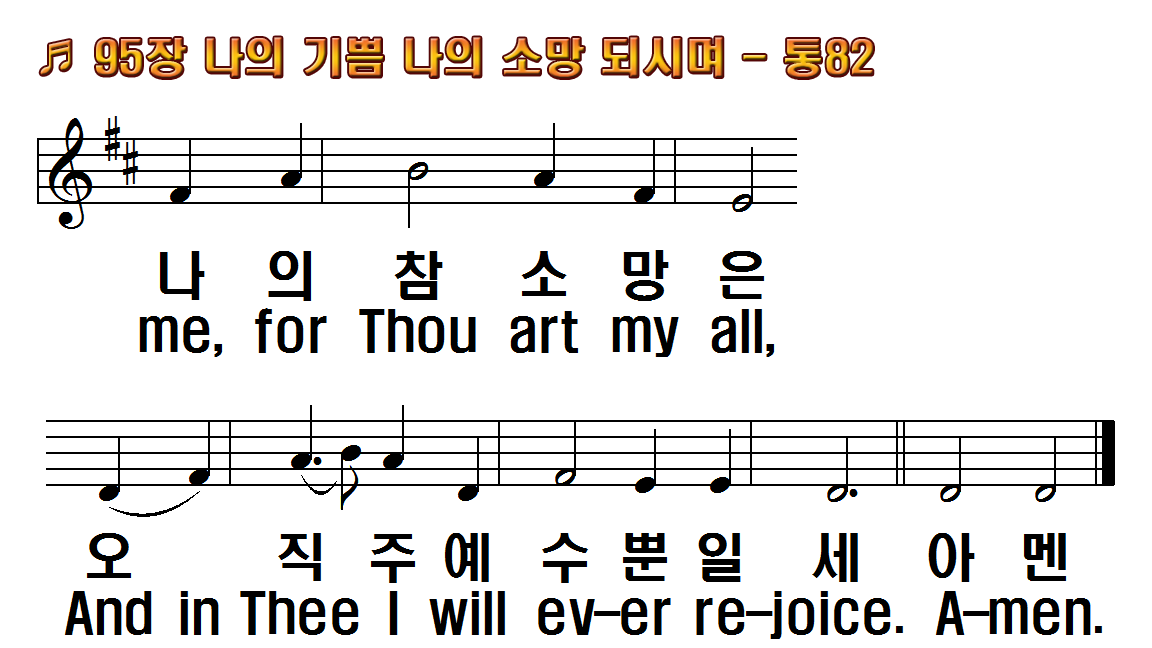 ♬ 95장 나의 기쁨 나의 소망 되시며 - 통82
나 의 참 소 망 은
me, for Thou art my all,
오 직 주 예 수 뿐 일 세 아 멘
And in Thee I will ev-er re-joice. A-men.